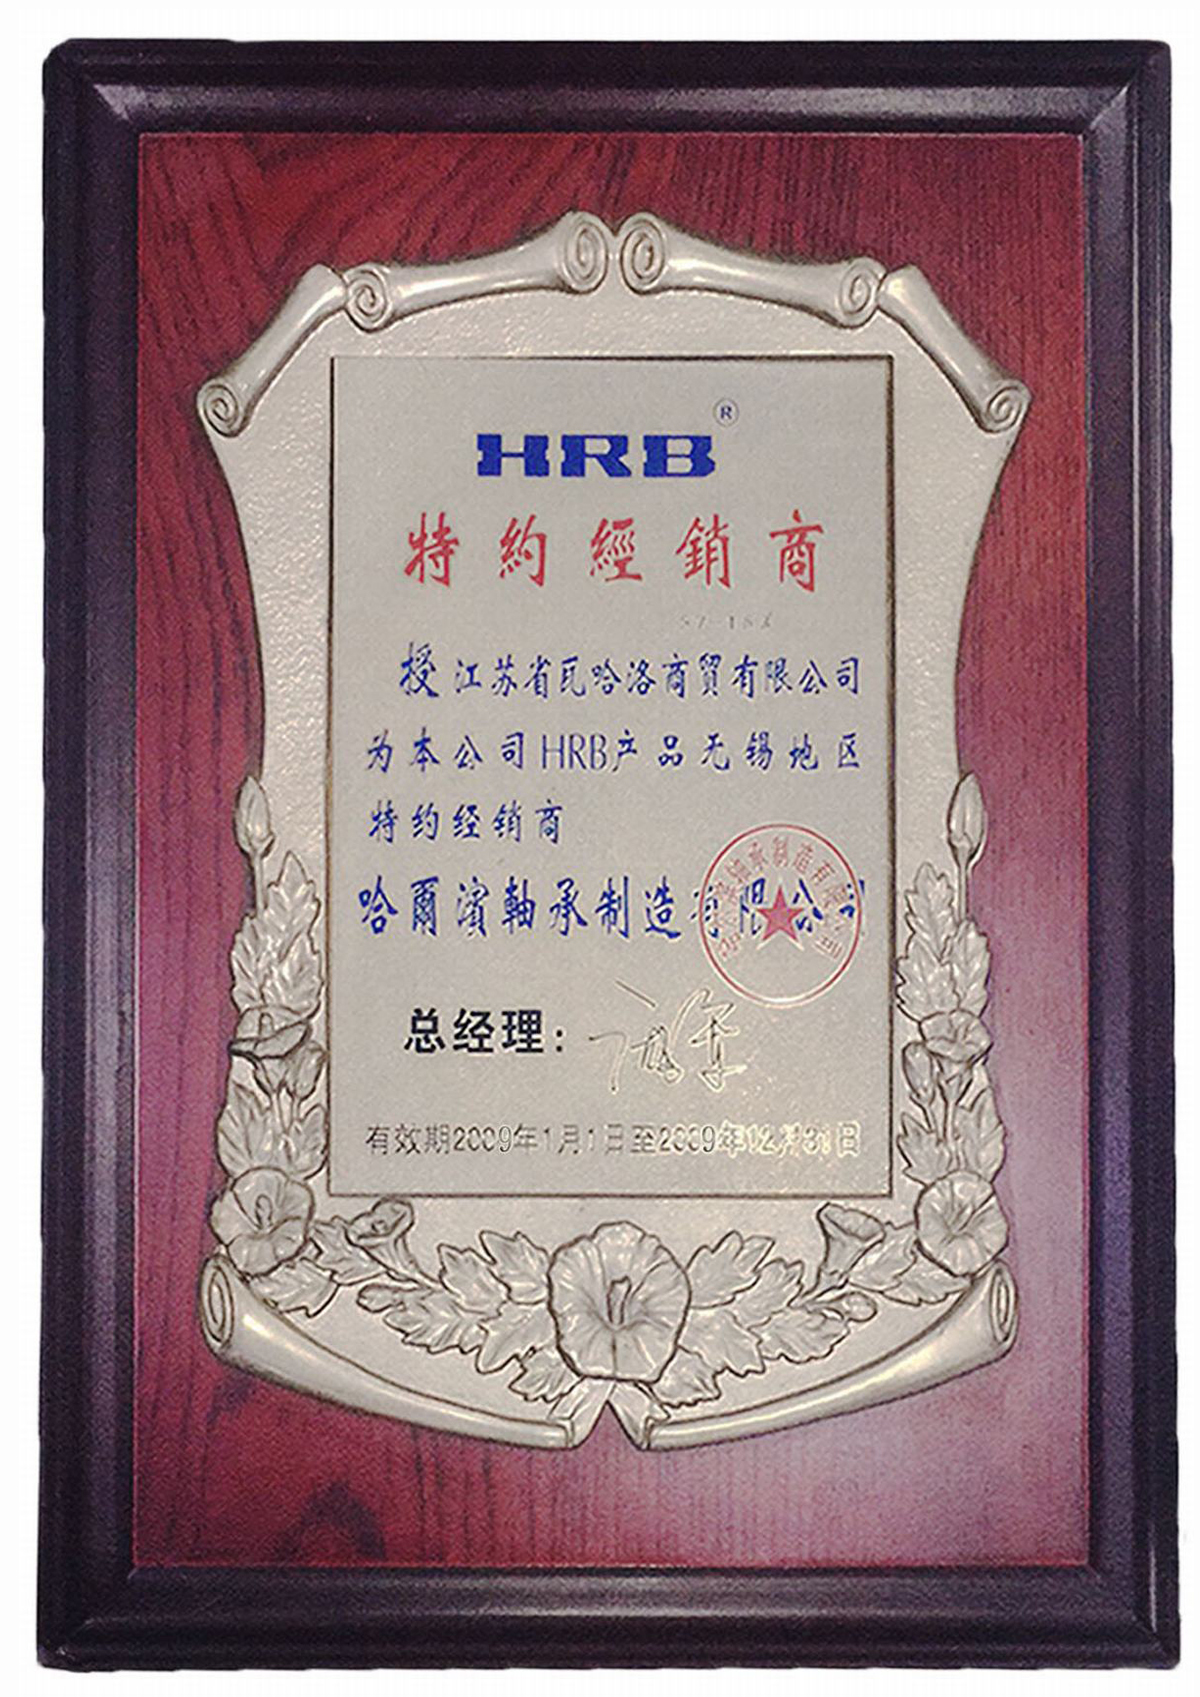 HRB®
特約經銷商
授江苏省瓦哈洛商貿有限公司
为本公司HRB产品无锡地区
特约经销商
哈爾濱軸承制造有限公司
总经理：
有效期2009年1月1日至2009年12月31日